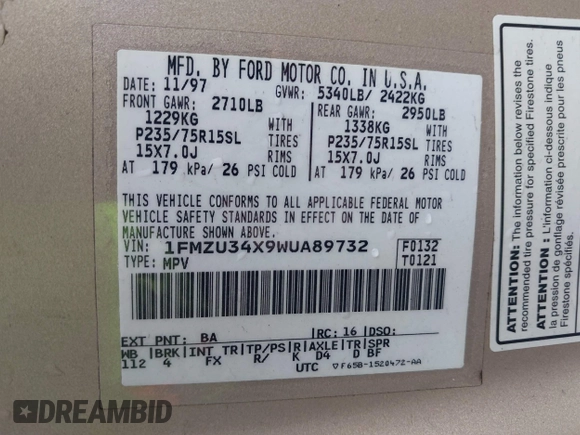 MFD. BY FORD MOTOR CO. IN U.S.A.
DATE: 11/97 GVWR: 5340LB/ 2422KG
FRONT GAWR: 2710LB REAR GAWR: 2950LB
1229KG WITH 1338KG WITH
P235/75R15SL TIRES P235/75R15SL TIRES
15X7.0J RIMS 15X7.0J RIMS
AT 179 kPa/ 26 PSI COLD AT 179 kPa/ 26 PSI COLD
THIS VEHICLE CONFORMS TO ALL APPLICABLE FEDERAL MOTOR
VEHICLE SAFETY STANDARDS IN EFFECT ON THE DATE OF
MANUFACTURE SHOWN ABOVE.
VIN: 1FMZU34X9WUA89732 F0132
TYPE: MPV T0121
EXT PNT: BA RC: 16 DSO:
WB BRK INT TR TP/PS R AXLE TR SPR
112 4 FX R/ K D4 D BF
UTC ▽F65B-1520472-AA
ATTENTION: The information below revises the
recommended tire pressure for specified Firestone tires.
ATTENTION: L'information ci-dessous indique
la pression de gonflage révisée prescrite pour les pneus
Firestone spécifiés.
DREAMBID